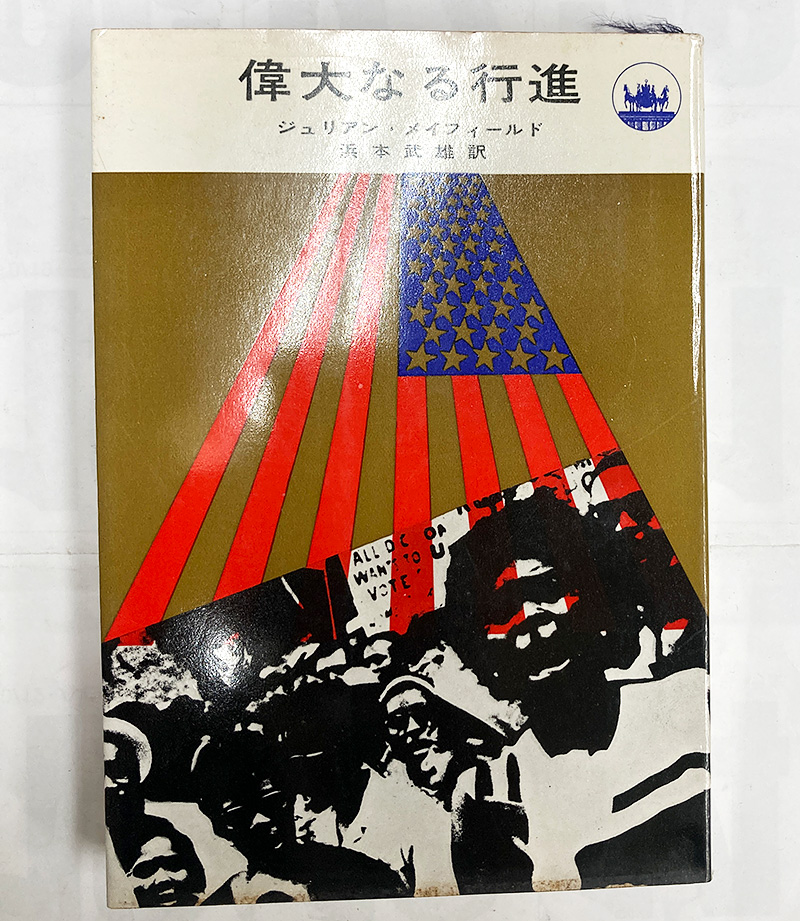 偉大なる行進
ジュリアン・メイフィールド
浜本武雄訳
ALL D C
WANT TO
VOTE